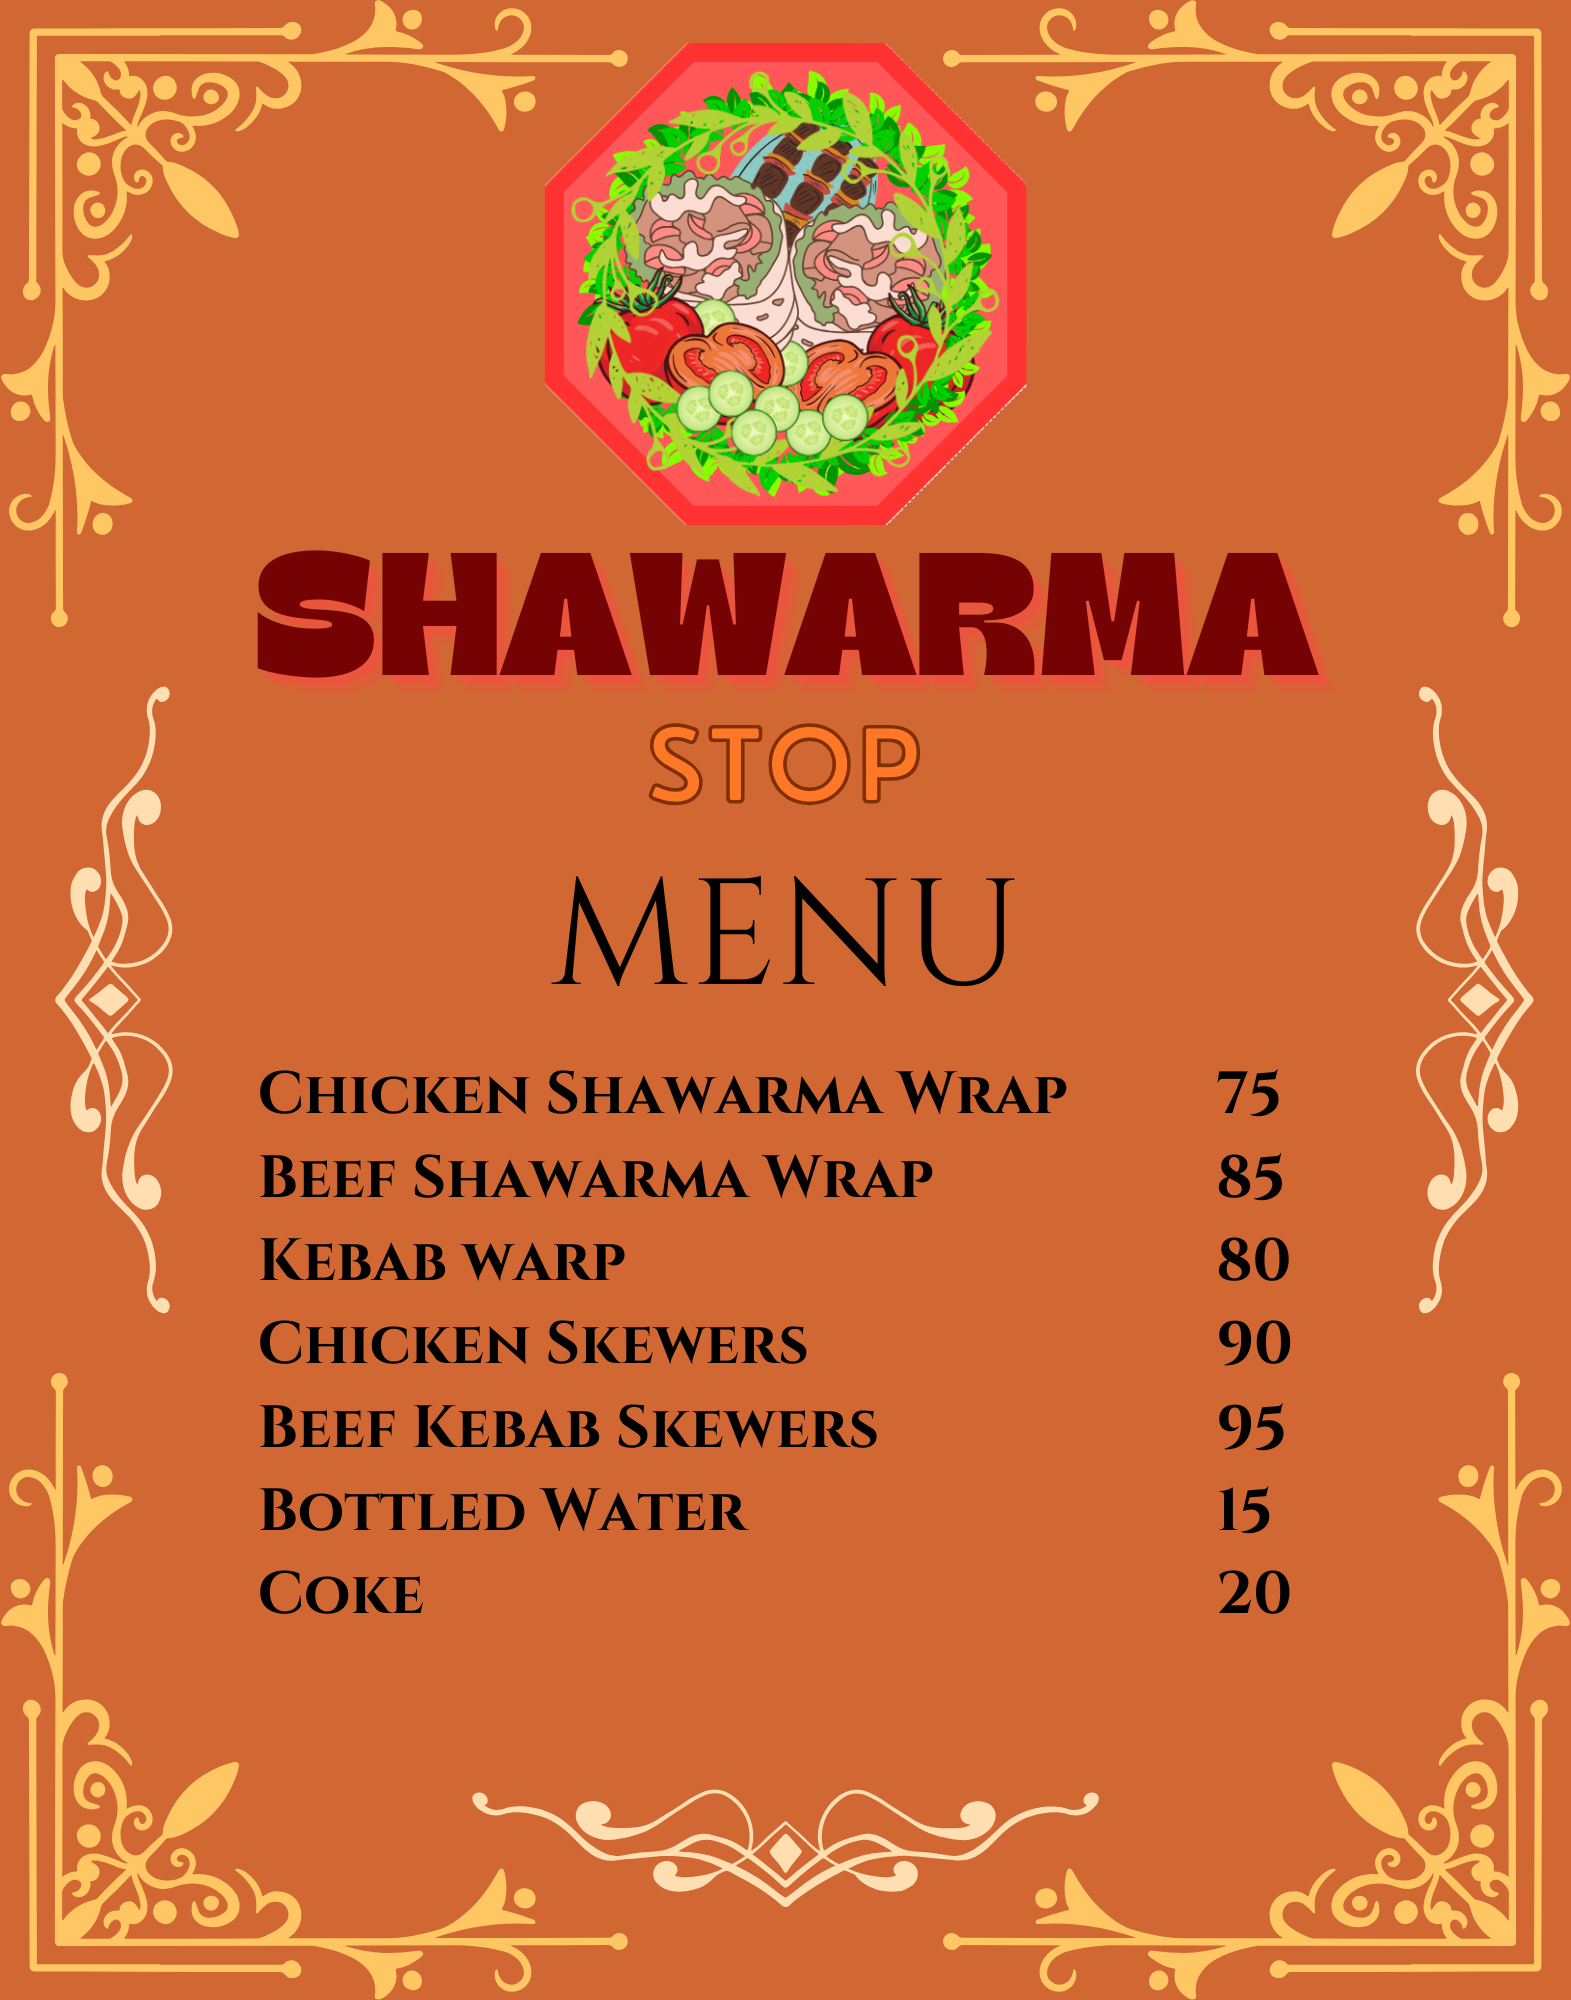 SHAWARMA
STOP
MENU
Chicken Shawarma Wrap 75
Beef Shawarma Wrap 85
Kebab warp 80
Chicken Skewers 90
Beef Kebab Skewers 95
Bottled Water 15
Coke 20